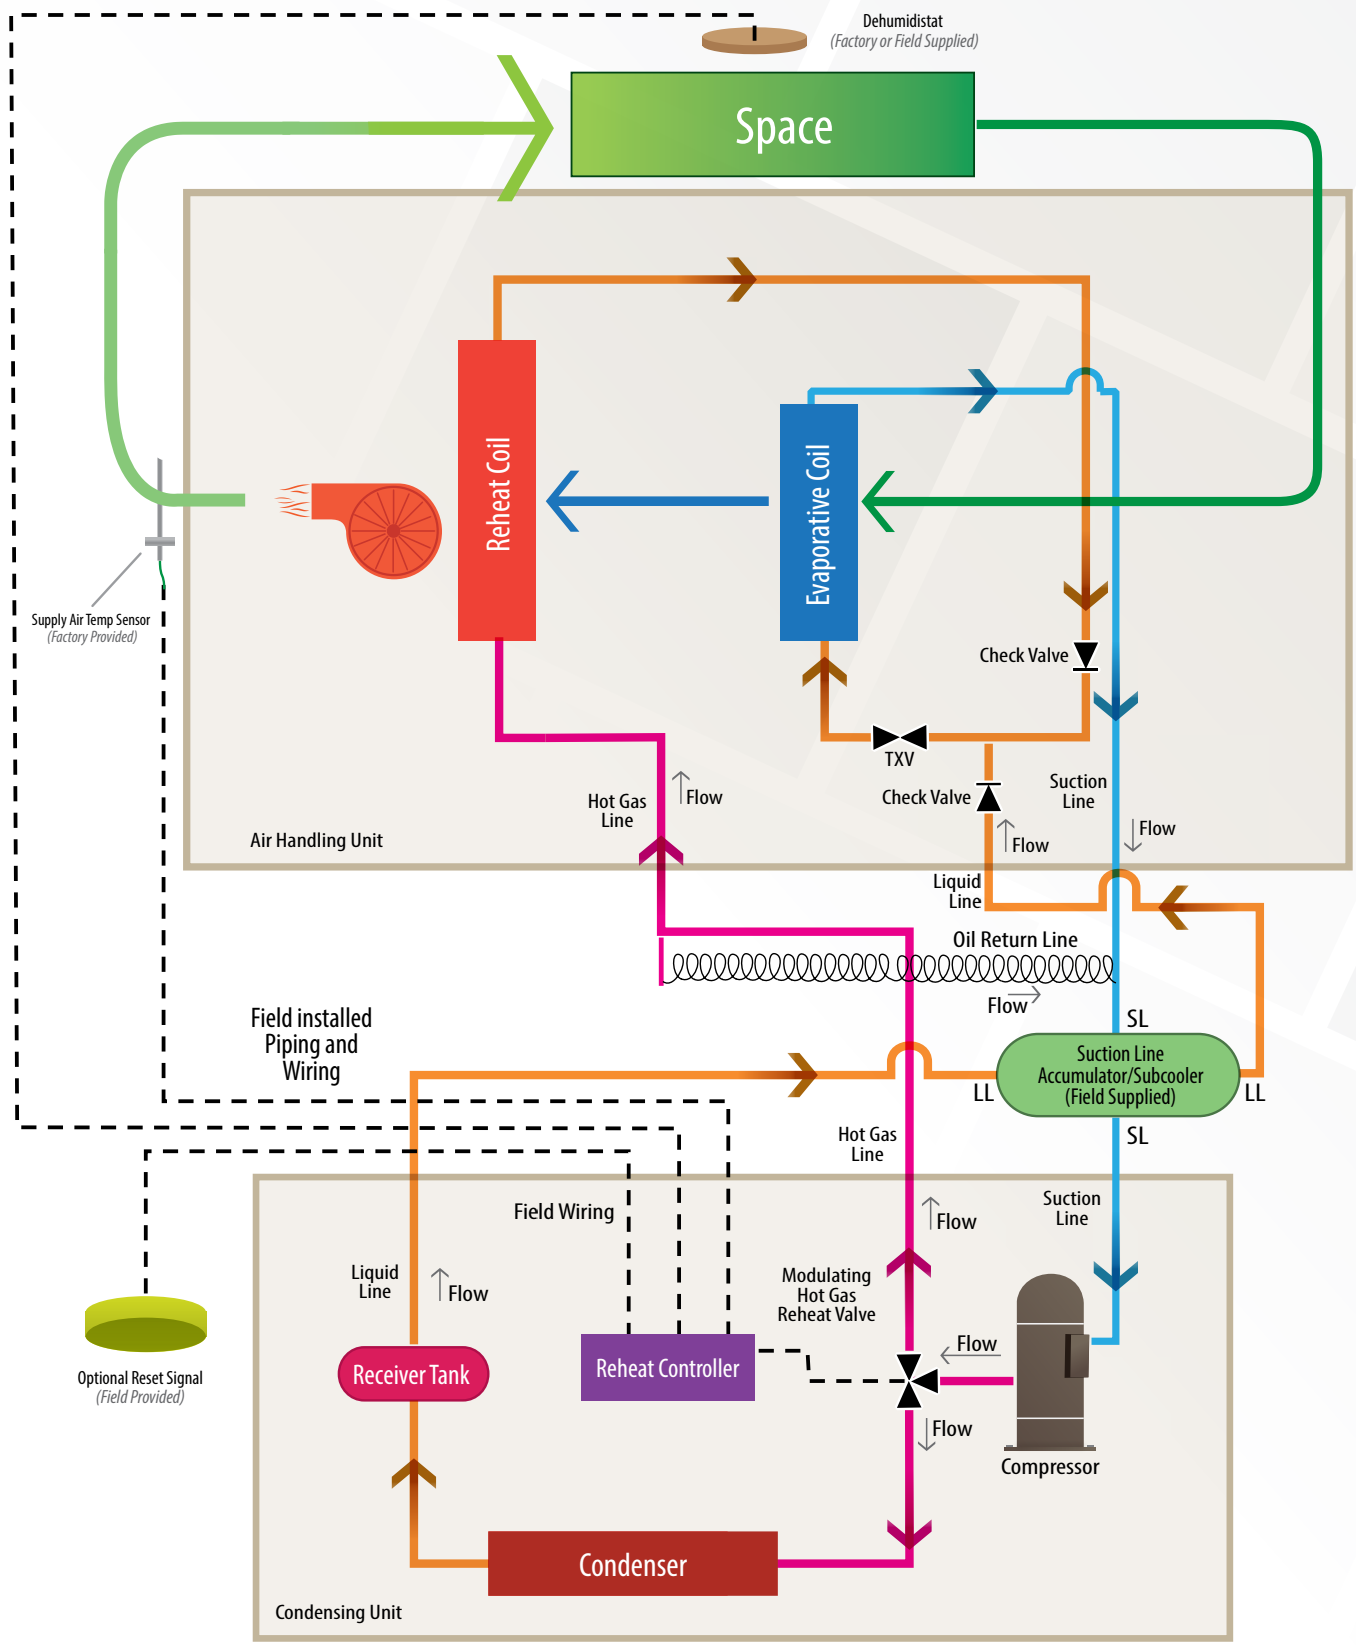 Dehumidistat
(Factory or Field Supplied)
Space
Reheat Coil
Evaporative Coil
Supply Air Temp Sensor
(Factory Provided)
Check Valve
TXV
Check Valve
Suction
Line
Flow
Hot Gas
Line
Flow
Flow
Air Handling Unit
Liquid
Line
Oil Return Line
Flow
Field installed
Piping and
Wiring
SL
Suction Line
Accumulator/Subcooler
(Field Supplied)
LL
LL
SL
Hot Gas
Line
Field Wiring
Suction
Line
Flow
Liquid
Line
Flow
Modulating
Hot Gas
Reheat Valve
Flow
Receiver Tank
Reheat Controller
Optional Reset Signal
(Field Provided)
Flow
Compressor
Condenser
Condensing Unit